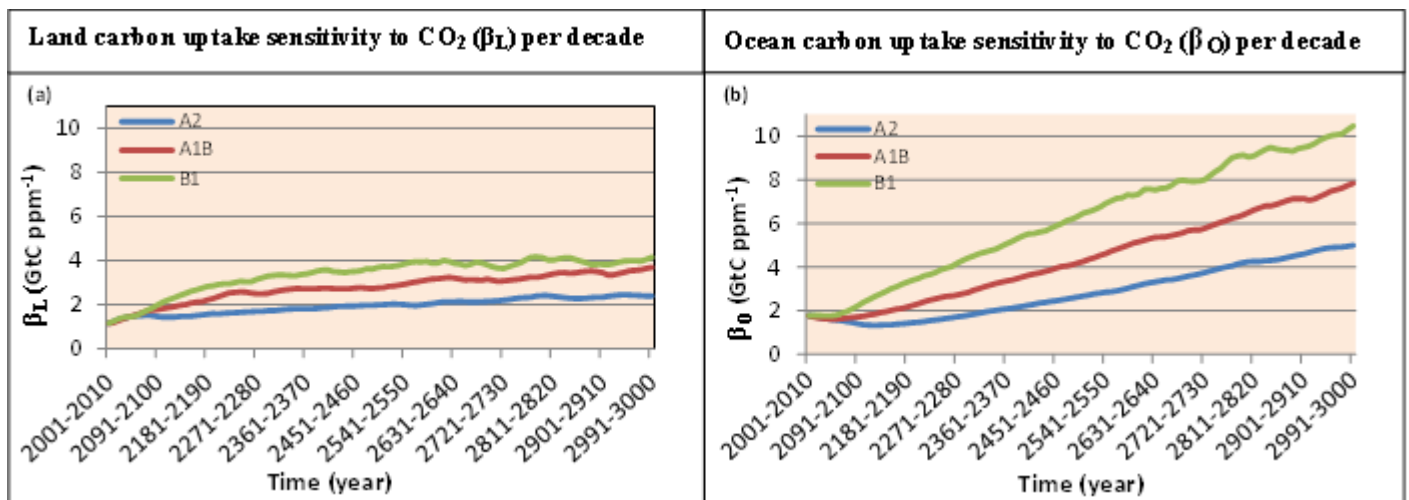 Land carbon uptake sensitivity to CO₂ (βL) per decade
Ocean carbon uptake sensitivity to CO₂ (βO) per decade
(a)
A2
A1B
B1
10
8
6
4
2
0
βL (GtC ppm⁻¹)
2001-2010
2091-2100
2181-2190
2271-2280
2361-2370
2451-2460
2541-2550
2631-2640
2721-2730
2811-2820
2901-2910
2991-3000
Time (year)
(b)
A2
A1B
B1
10
8
6
4
2
0
β0 (GtC ppm⁻¹)
2001-2010
2091-2100
2181-2190
2271-2280
2361-2370
2451-2460
2541-2550
2631-2640
2721-2730
2811-2820
2901-2910
2991-3000
Time (year)